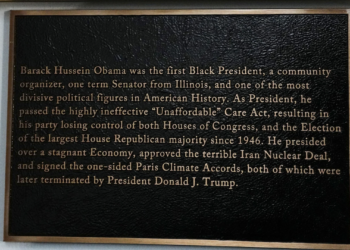 Barack Hussein Obama was the first Black President, a community
organizer, one term Senator from Illinois, and one of the most
divisive political figures in American History. As President, he
passed the highly ineffective “Unaffordable” Care Act, resulting in
his party losing control of both Houses of Congress, and the Election
of the largest House Republican majority since 1946. He presided
over a stagnant Economy, approved the terrible Iran Nuclear Deal,
and signed the one-sided Paris Climate Accords, both of which were
later terminated by President Donald J. Trump.